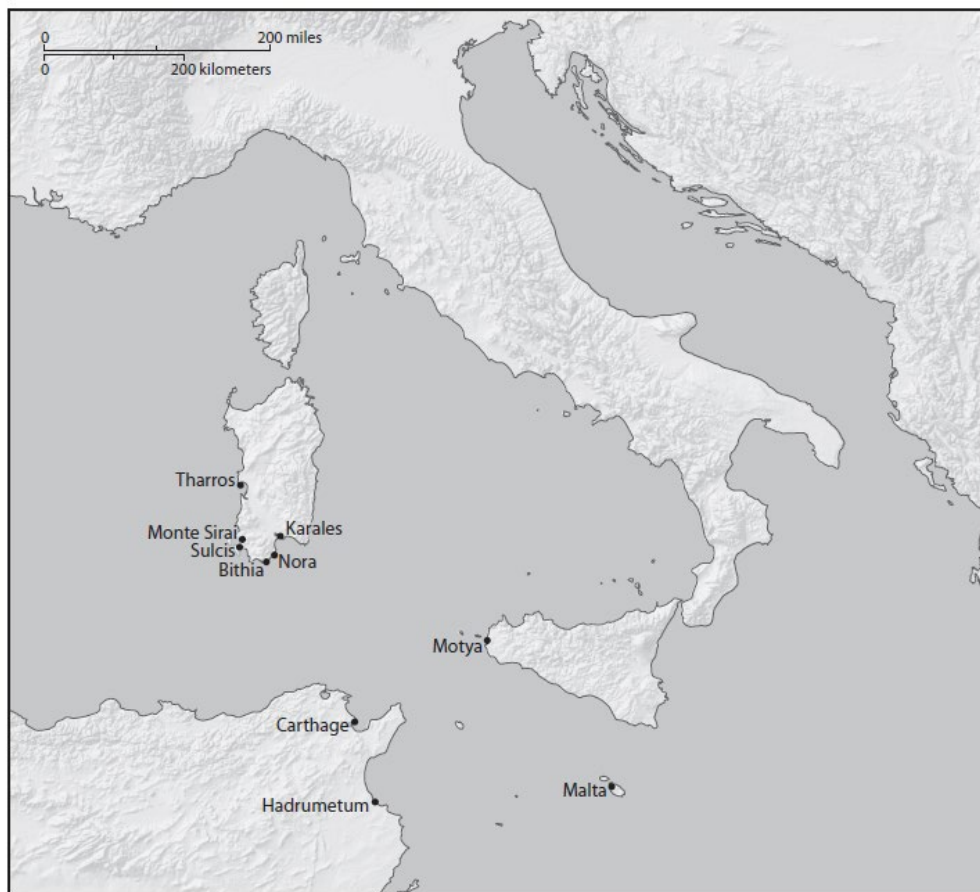 0 200 miles
0 200 kilometers
Tharros
Monte Sirai
Karales
Sulcis
Nora
Bithia
Motya
Carthage
Malta
Hadrumetum